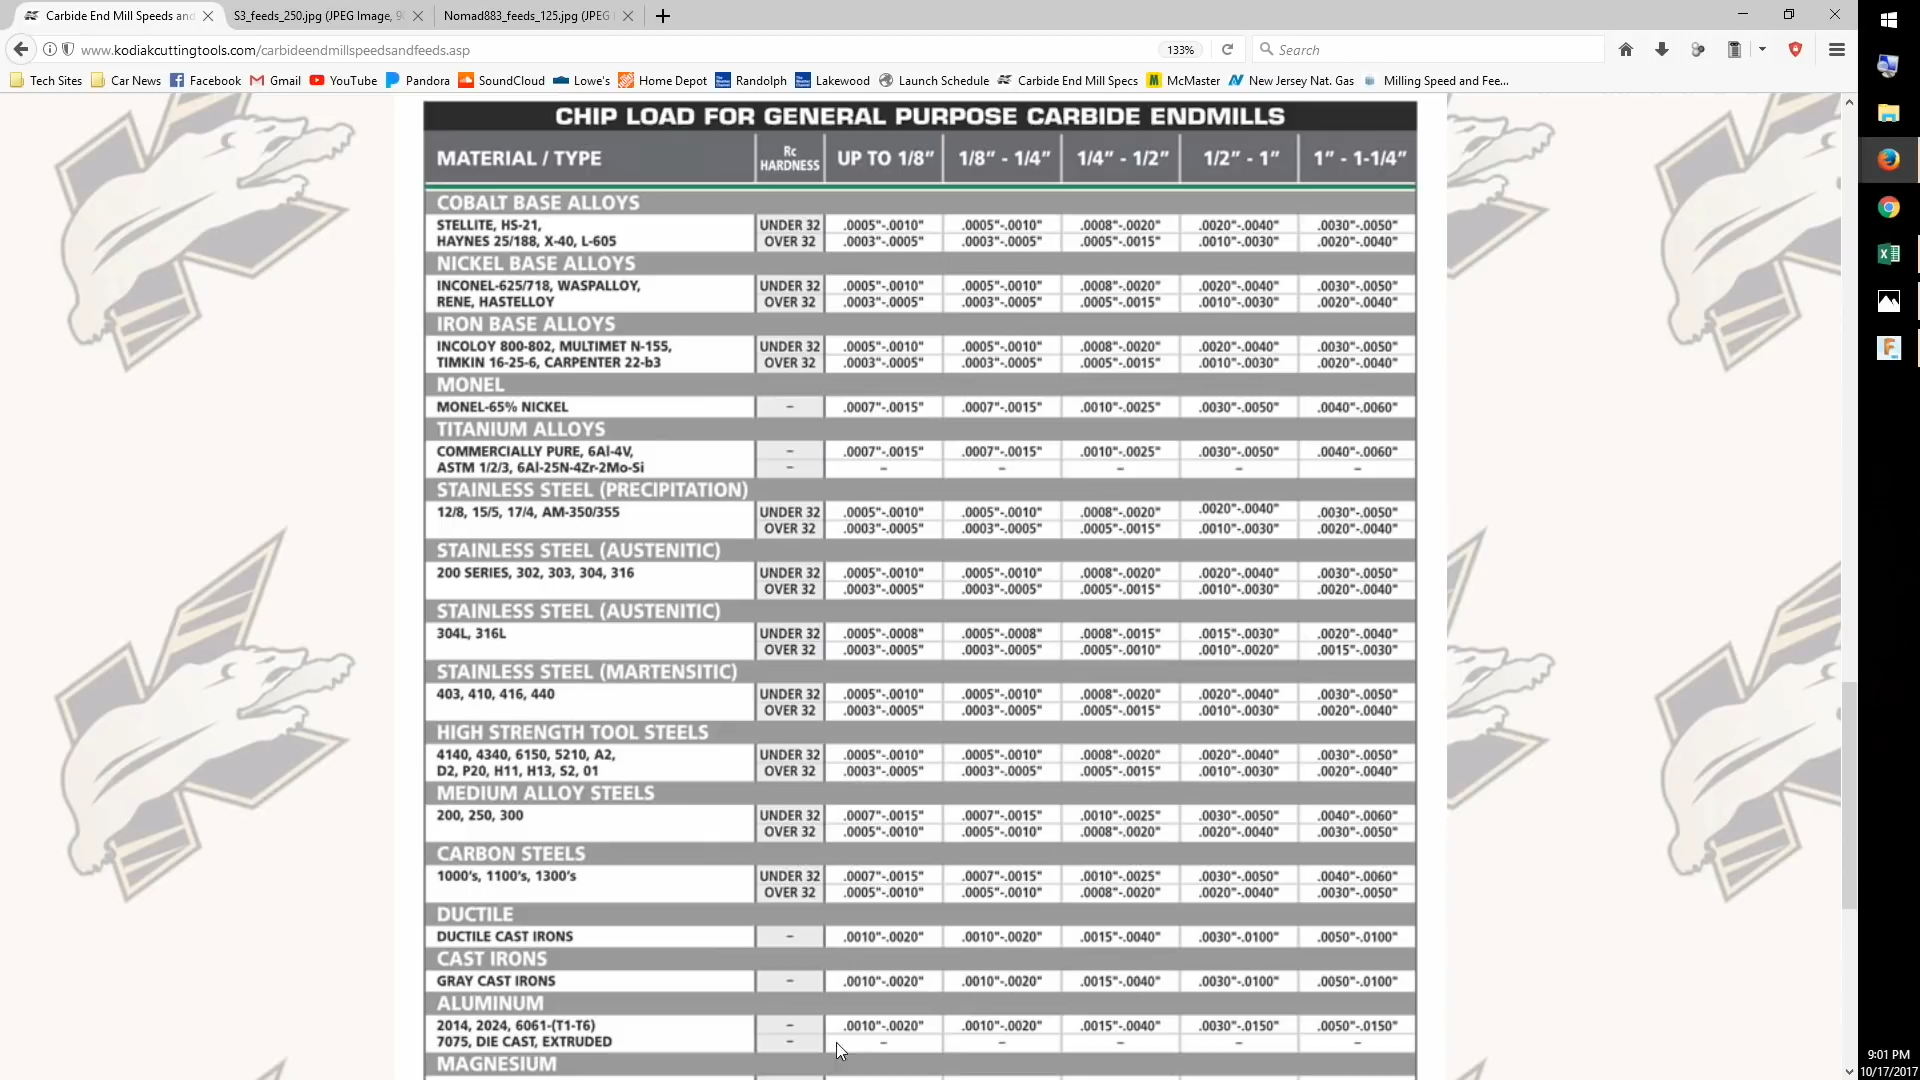 Carbide End Mill Speeds and
S3_feeds_250.jpg (JPEG Image, 9
Nomad883_feeds_125.jpg (JPEG
www.kodiakcuttingtools.com/carbideendmillspeedsandfeeds.asp
133%
Search
Tech Sites Car News Facebook Gmail YouTube Pandora SoundCloud Lowe's Home Depot Randolph Lakewood Launch Schedule Carbide End Mill Specs McMaster New Jersey Nat. Gas Milling Speed and Fee...
CHIP LOAD FOR GENERAL PURPOSE CARBIDE ENDMILLS
MATERIAL / TYPE Rc HARDNESS UP TO 1/8" 1/8" - 1/4" 1/4" - 1/2" 1/2" - 1" 1" - 1-1/4"
COBALT BASE ALLOYS
STELLITE, HS-21, UNDER 32 .0005"-.0010" .0005"-.0010" .0008"-.0020" .0020"-.0040" .0030"-.0050"
HAYNES 25/188, X-40, L-605 OVER 32 .0003"-.0005" .0003"-.0005" .0005"-.0015" .0010"-.0030" .0020"-.0040"
NICKEL BASE ALLOYS
INCONEL-625/718, WASPALLOY, UNDER 32 .0005"-.0010" .0005"-.0010" .0008"-.0020" .0020"-.0040" .0030"-.0050"
RENE, HASTELLOY OVER 32 .0003"-.0005" .0003"-.0005" .0005"-.0015" .0010"-.0030" .0020"-.0040"
IRON BASE ALLOYS
INCOLOY 800-802, MULTIMET N-155, UNDER 32 .0005"-.0010" .0005"-.0010" .0008"-.0020" .0020"-.0040" .0030"-.0050"
TIMKIN 16-25-6, CARPENTER 22-b3 OVER 32 .0003"-.0005" .0003"-.0005" .0005"-.0015" .0010"-.0030" .0020"-.0040"
MONEL
MONEL-65% NICKEL – .0007"-.0015" .0007"-.0015" .0010"-.0025" .0030"-.0050" .0040"-.0060"
TITANIUM ALLOYS
COMMERCIALLY PURE, 6Al-4V, – .0007"-.0015" .0007"-.0015" .0010"-.0025" .0030"-.0050" .0040"-.0060"
ASTM 1/2/3, 6Al-25N-4Zr-2Mo-Si – – – – – –
STAINLESS STEEL (PRECIPITATION)
12/8, 15/5, 17/4, AM-350/355 UNDER 32 .0005"-.0010" .0005"-.0010" .0008"-.0020" .0020"-.0040" .0030"-.0050"
OVER 32 .0003"-.0005" .0003"-.0005" .0005"-.0015" .0010"-.0030" .0020"-.0040"
STAINLESS STEEL (AUSTENITIC)
200 SERIES, 302, 303, 304, 316 UNDER 32 .0005"-.0010" .0005"-.0010" .0008"-.0020" .0020"-.0040" .0030"-.0050"
OVER 32 .0003"-.0005" .0003"-.0005" .0005"-.0015" .0010"-.0030" .0020"-.0040"
STAINLESS STEEL (AUSTENITIC)
304L, 316L UNDER 32 .0005"-.0008" .0005"-.0008" .0008"-.0015" .0015"-.0030" .0020"-.0040"
OVER 32 .0003"-.0005" .0003"-.0005" .0005"-.0010" .0010"-.0020" .0015"-.0030"
STAINLESS STEEL (MARTENSITIC)
403, 410, 416, 440 UNDER 32 .0005"-.0010" .0005"-.0010" .0008"-.0020" .0020"-.0040" .0030"-.0050"
OVER 32 .0003"-.0005" .0003"-.0005" .0005"-.0015" .0010"-.0030" .0020"-.0040"
HIGH STRENGTH TOOL STEELS
4140, 4340, 6150, 5210, A2, UNDER 32 .0005"-.0010" .0005"-.0010" .0008"-.0020" .0020"-.0040" .0030"-.0050"
D2, P20, H11, H13, S2, 01 OVER 32 .0003"-.0005" .0003"-.0005" .0005"-.0015" .0010"-.0030" .0020"-.0040"
MEDIUM ALLOY STEELS
200, 250, 300 UNDER 32 .0007"-.0015" .0007"-.0015" .0010"-.0025" .0030"-.0050" .0040"-.0060"
OVER 32 .0005"-.0010" .0005"-.0010" .0008"-.0020" .0020"-.0040" .0030"-.0050"
CARBON STEELS
1000's, 1100's, 1300's UNDER 32 .0007"-.0015" .0007"-.0015" .0010"-.0025" .0030"-.0050" .0040"-.0060"
OVER 32 .0005"-.0010" .0005"-.0010" .0008"-.0020" .0020"-.0040" .0030"-.0050"
DUCTILE
DUCTILE CAST IRONS – .0010"-.0020" .0010"-.0020" .0015"-.0040" .0030"-.0100" .0050"-.0100"
CAST IRONS
GRAY CAST IRONS – .0010"-.0020" .0010"-.0020" .0015"-.0040" .0030"-.0100" .0050"-.0100"
ALUMINUM
2014, 2024, 6061-(T1-T6) – .0010"-.0020" .0010"-.0020" .0015"-.0040" .0030"-.0150" .0050"-.0150"
7075, DIE CAST, EXTRUDED – – – – – –
MAGNESIUM
9:01 PM
10/17/2017